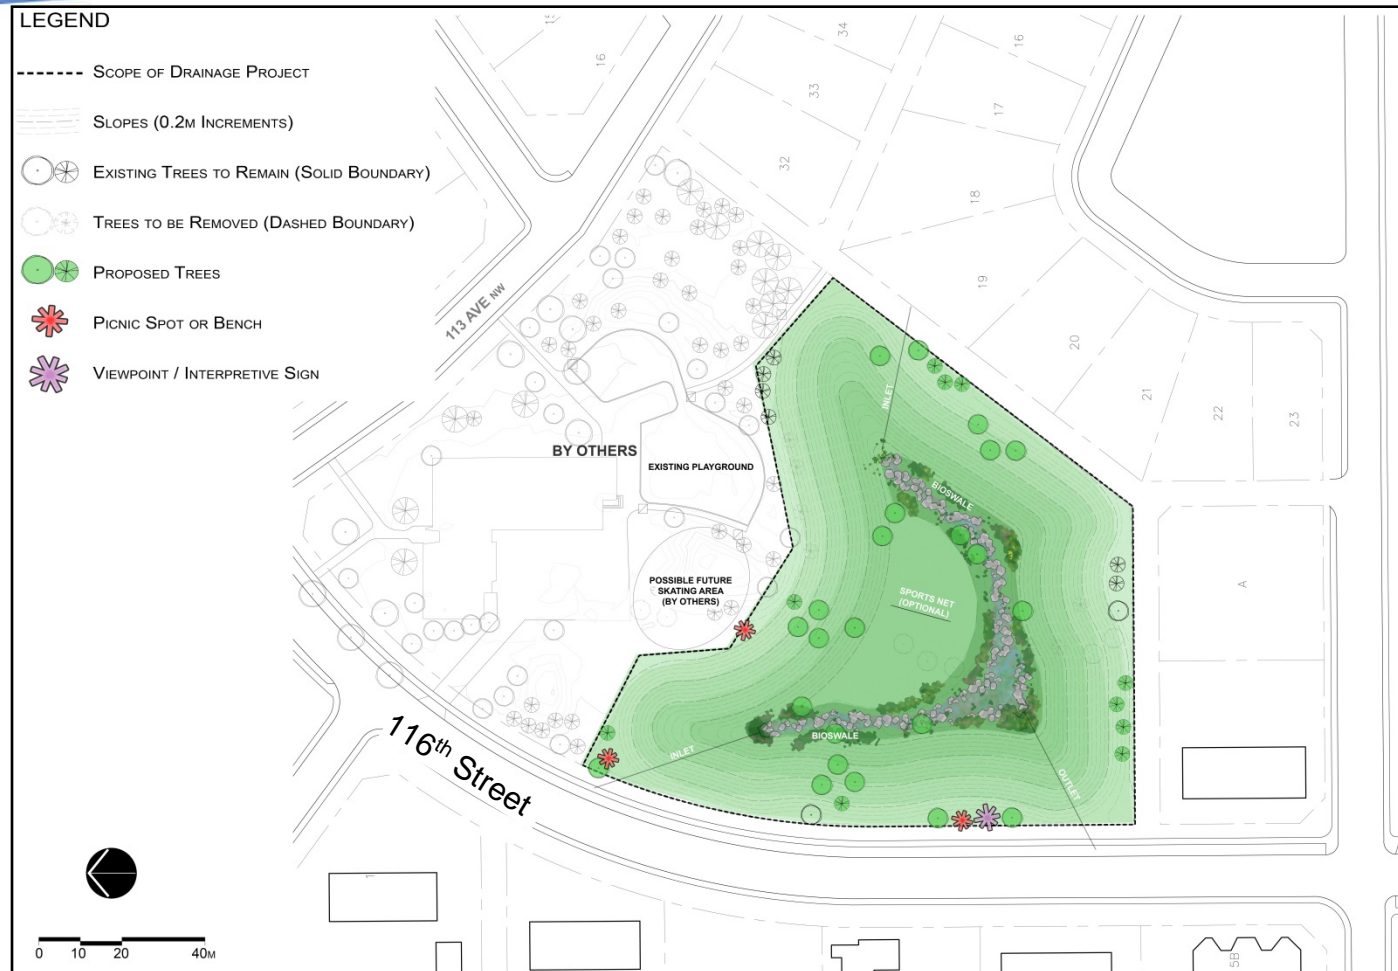 LEGEND
SCOPE OF DRAINAGE PROJECT
SLOPES (0.2M INCREMENTS)
EXISTING TREES TO REMAIN (SOLID BOUNDARY)
TREES TO BE REMOVED (DASHED BOUNDARY)
PROPOSED TREES
PICNIC SPOT OR BENCH
VIEWPOINT / INTERPRETIVE SIGN
16
34
16
33
17
32
18
113 AVE NW
19
20
21
22
23
INLET
BY OTHERS
EXISTING PLAYGROUND
BIOSWALE
POSSIBLE FUTURE
SKATING AREA
(BY OTHERS)
SPORTS NET
(OPTIONAL)
A
116th Street
INLET
BIOSWALE
OUTLET
1
5B
0 10 20 40M